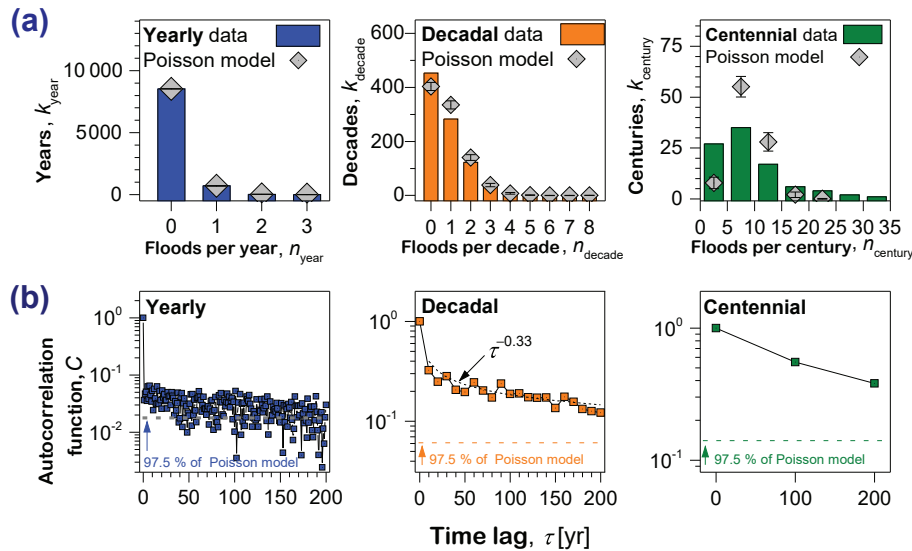 (a)
Yearly data
Poisson model
Years, k_year
10 000
5000
0
0 1 2 3
Floods per year, n_year
Decadal data
Poisson model
Decades, k_decade
600
400
200
0
0 1 2 3 4 5 6 7 8
Floods per decade, n_decade
Centennial data
Poisson model
Centuries, k_century
75
50
25
0
0 5 10 15 20 25 30 35
Floods per century, n_century
(b)
Yearly
Autocorrelation
function, C
10^0
10^-1
10^-2
97.5 % of Poisson model
0 50 100 150 200
Decadal
10^0
10^-1
τ^-0.33
97.5 % of Poisson model
0 50 100 150 200
Centennial
10^0
10^-1
97.5 % of Poisson model
0 100 200
Time lag, τ [yr]